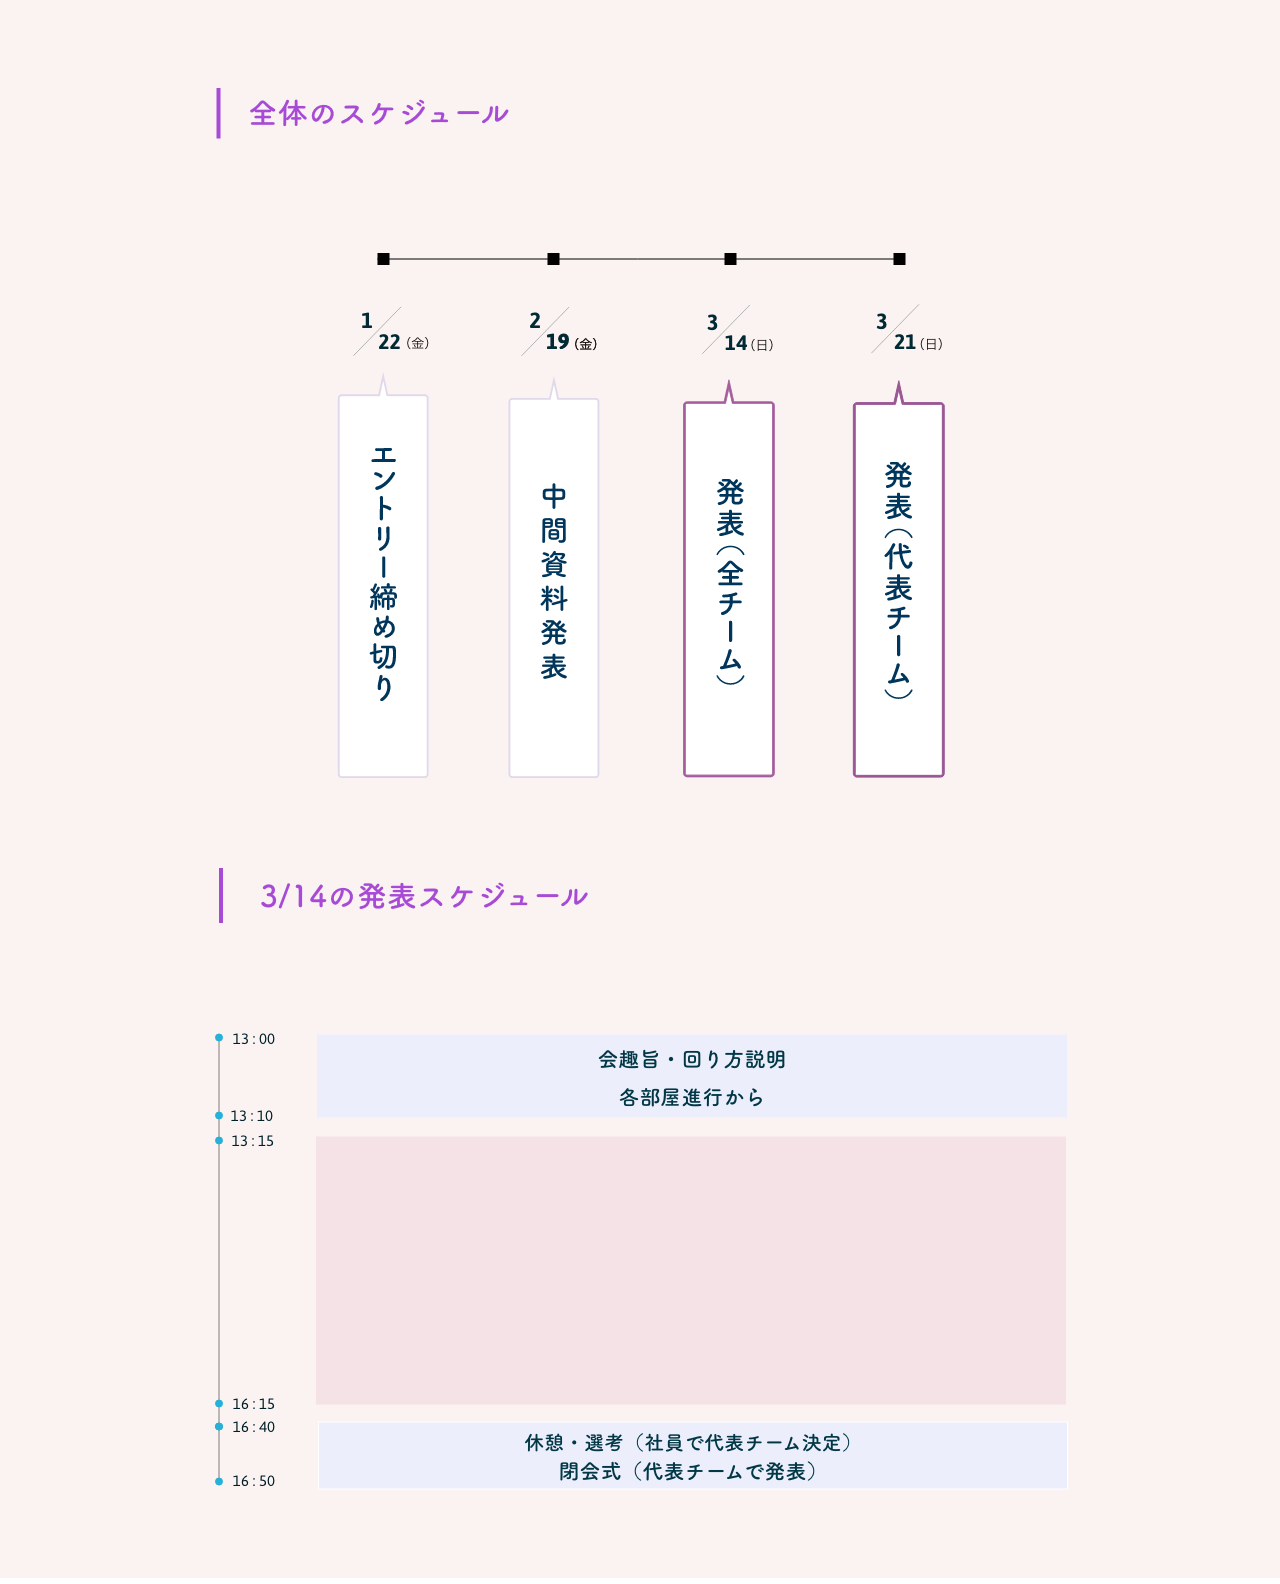 全体のスケジュール
1/22(金)
2/19(金)
3/14(日)
3/21(日)
エントリー締め切り
中間資料発表
発表(全チーム)
発表(代表チーム)
3/14の発表スケジュール
13:00
会趣旨・回り方説明
各部屋進行から
13:10
13:15
16:15
16:40
休憩・選考(社員で代表チーム決定)
閉会式(代表チームで発表)
16:50